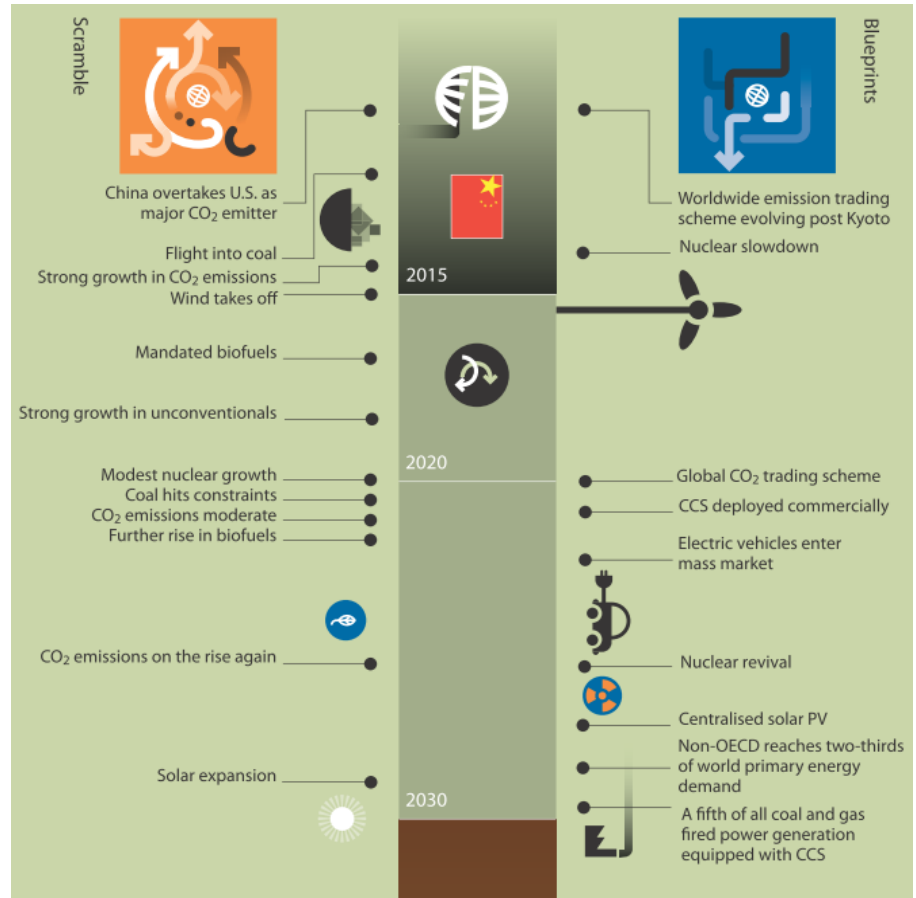 Scramble
China overtakes U.S. as
major CO₂ emitter
Flight into coal
Strong growth in CO₂ emissions
Wind takes off
Mandated biofuels
Strong growth in unconventionals
Modest nuclear growth
Coal hits constraints
CO₂ emissions moderate
Further rise in biofuels
CO₂ emissions on the rise again
Solar expansion
2015
2020
2030
Blueprints
Worldwide emission trading
scheme evolving post Kyoto
Nuclear slowdown
Global CO₂ trading scheme
CCS deployed commercially
Electric vehicles enter
mass market
Nuclear revival
Centralised solar PV
Non-OECD reaches two-thirds
of world primary energy
demand
A fifth of all coal and gas
fired power generation
equipped with CCS